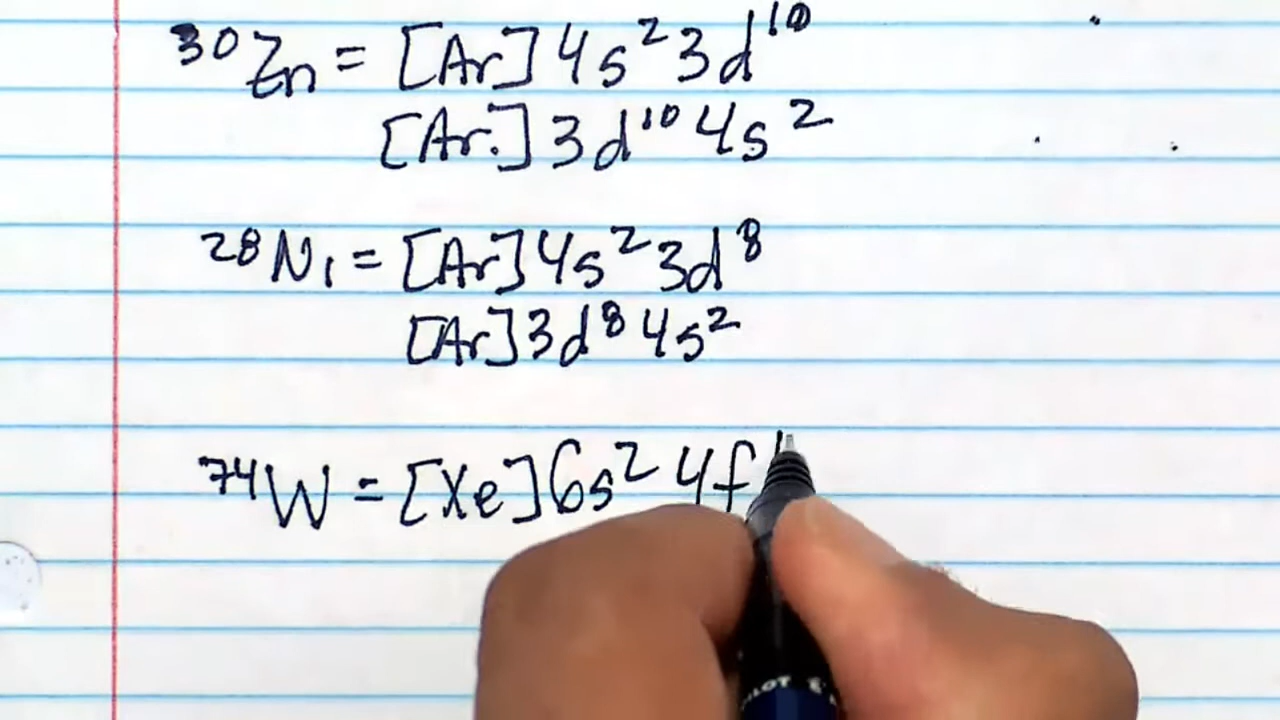 ³⁰Zn = [Ar] 4s² 3d¹⁰
[Ar.] 3d¹⁰ 4s²
²⁸Ni = [Ar] 4s² 3d⁸
[Ar] 3d⁸ 4s²
⁷⁴W = [Xe] 6s² 4f